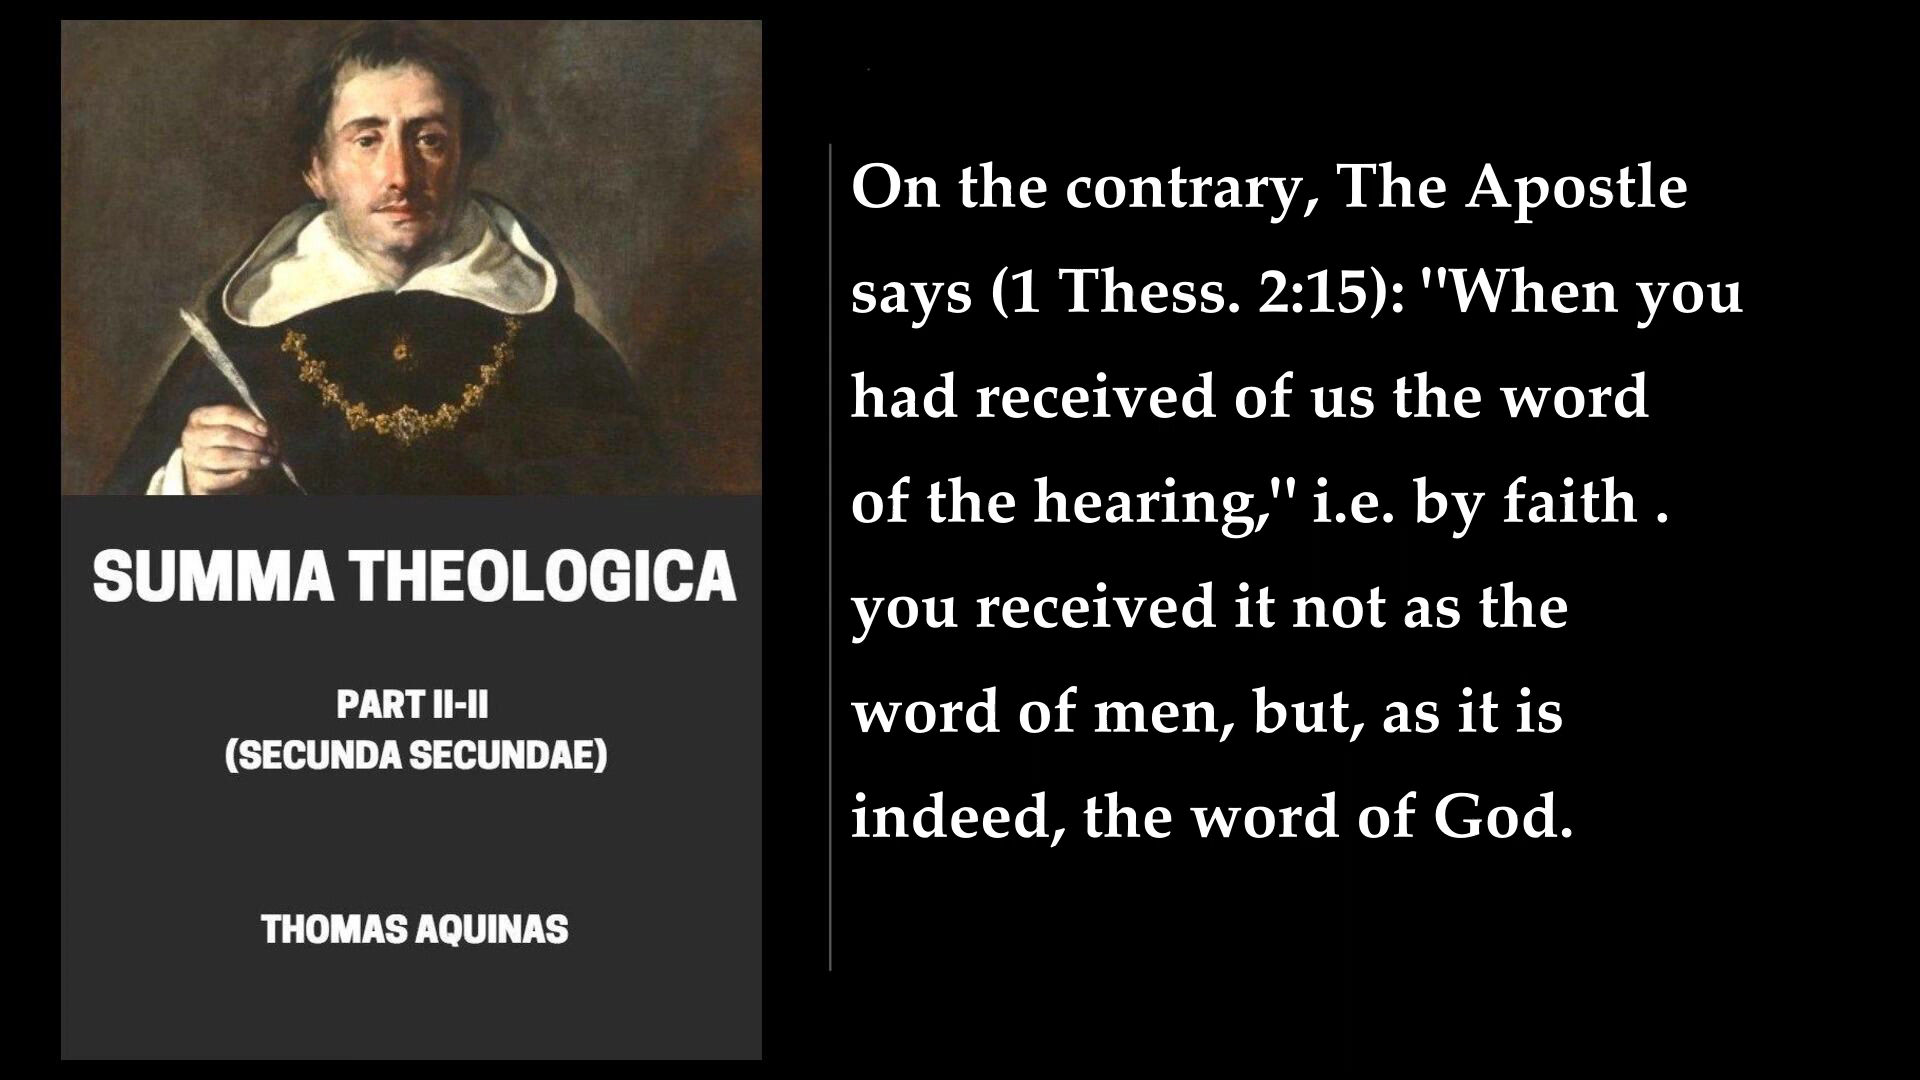 SUMMA THEOLOGICA
PART II-II
(SECUNDA SECUNDAE)
THOMAS AQUINAS
On the contrary, The Apostle
says (1 Thess. 2:15): "When you
had received of us the word
of the hearing," i.e. by faith .
you received it not as the
word of men, but, as it is
indeed, the word of God.